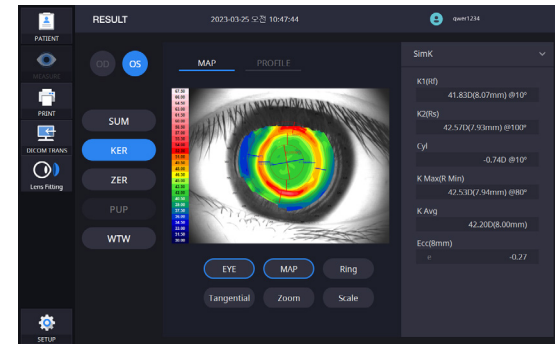 RESULT
2023-03-25 오전 10:47:44
qwer1234
PATIENT
MEASURE
PRINT
DICOM TRANS
Lens Fitting
SETUP
OD
OS
SUM
KER
ZER
PUP
WTW
MAP
PROFILE
EYE
MAP
Ring
Tangential
Zoom
Scale
SimK
K1(Rf)
41.83D(8.07mm) @10°
K2(Rs)
42.57D(7.93mm) @100°
Cyl
-0.74D @10°
K Max(R Min)
42.53D(7.94mm) @80°
K Avg
42.20D(8.00mm)
Ecc(8mm)
e
-0.27